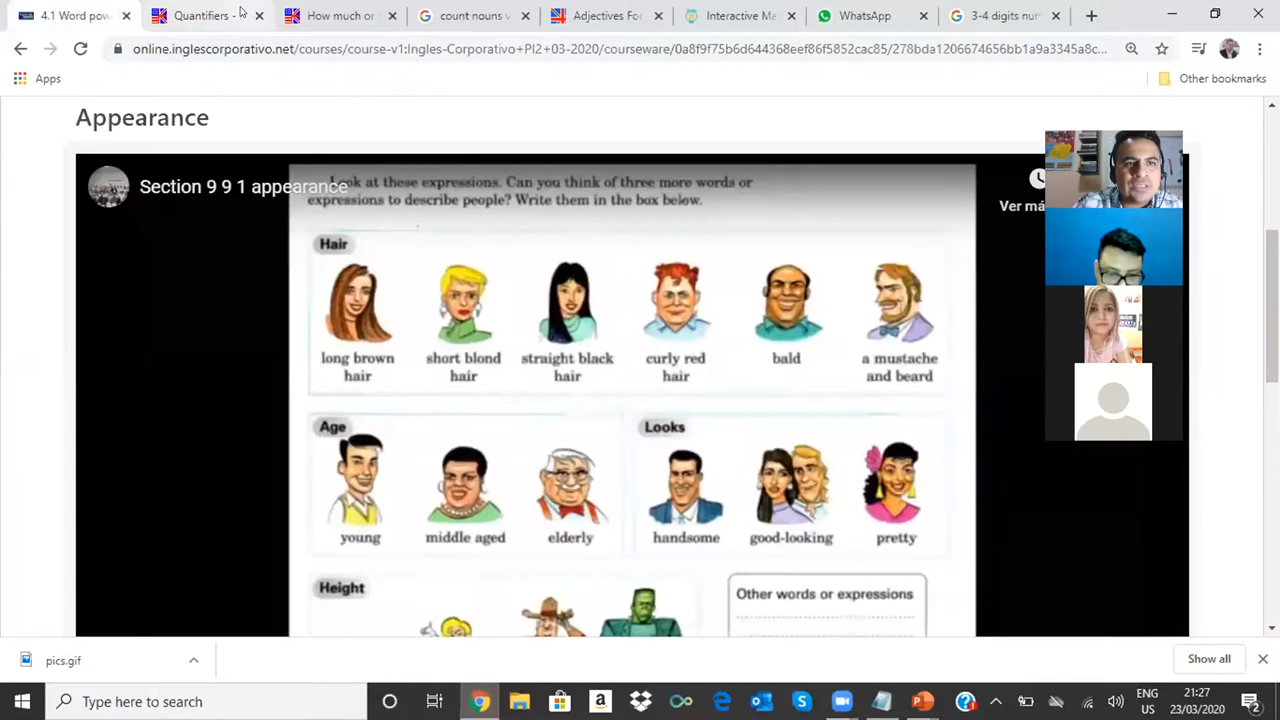 4.1 Word pow
Quantifiers -
How much or
count nouns v
Adjectives For
Interactive Ma
WhatsApp
3-4 digits num
online.inglescorporativo.net/courses/course-v1:Ingles-Corporativo+PI2+03-2020/courseware/0a8f9f75b6d644368eef86f5852cac85/278bda1206674656bb1a9a3345a8c...
Apps
Other bookmarks
Appearance
Section 9 9 1 appearance
Ver má
Look at these expressions. Can you think of three more words or
expressions to describe people? Write them in the box below.
Hair
long brown hair
short blond hair
straight black hair
curly red hair
bald
a mustache and beard
Age
young
middle aged
elderly
Looks
handsome
good-looking
pretty
Height
Other words or expressions
pics.gif
Show all
Type here to search
ENG
US
21:27
23/03/2020
2